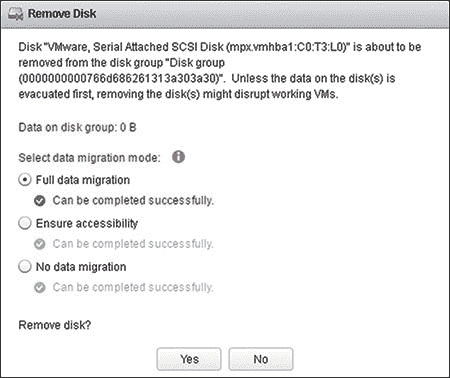 Remove Disk
Disk "VMware, Serial Attached SCSI Disk (mpx.vmhba1:C0:T3:L0)" is about to be
removed from the disk group "Disk group
(0000000000766d686261313a303a30)". Unless the data on the disk(s) is
evacuated first, removing the disk(s) might disrupt working VMs.
Data on disk group: 0 B
Select data migration mode:
Full data migration
Can be completed successfully.
Ensure accessibility
Can be completed successfully.
No data migration
Can be completed successfully.
Remove disk?
Yes No